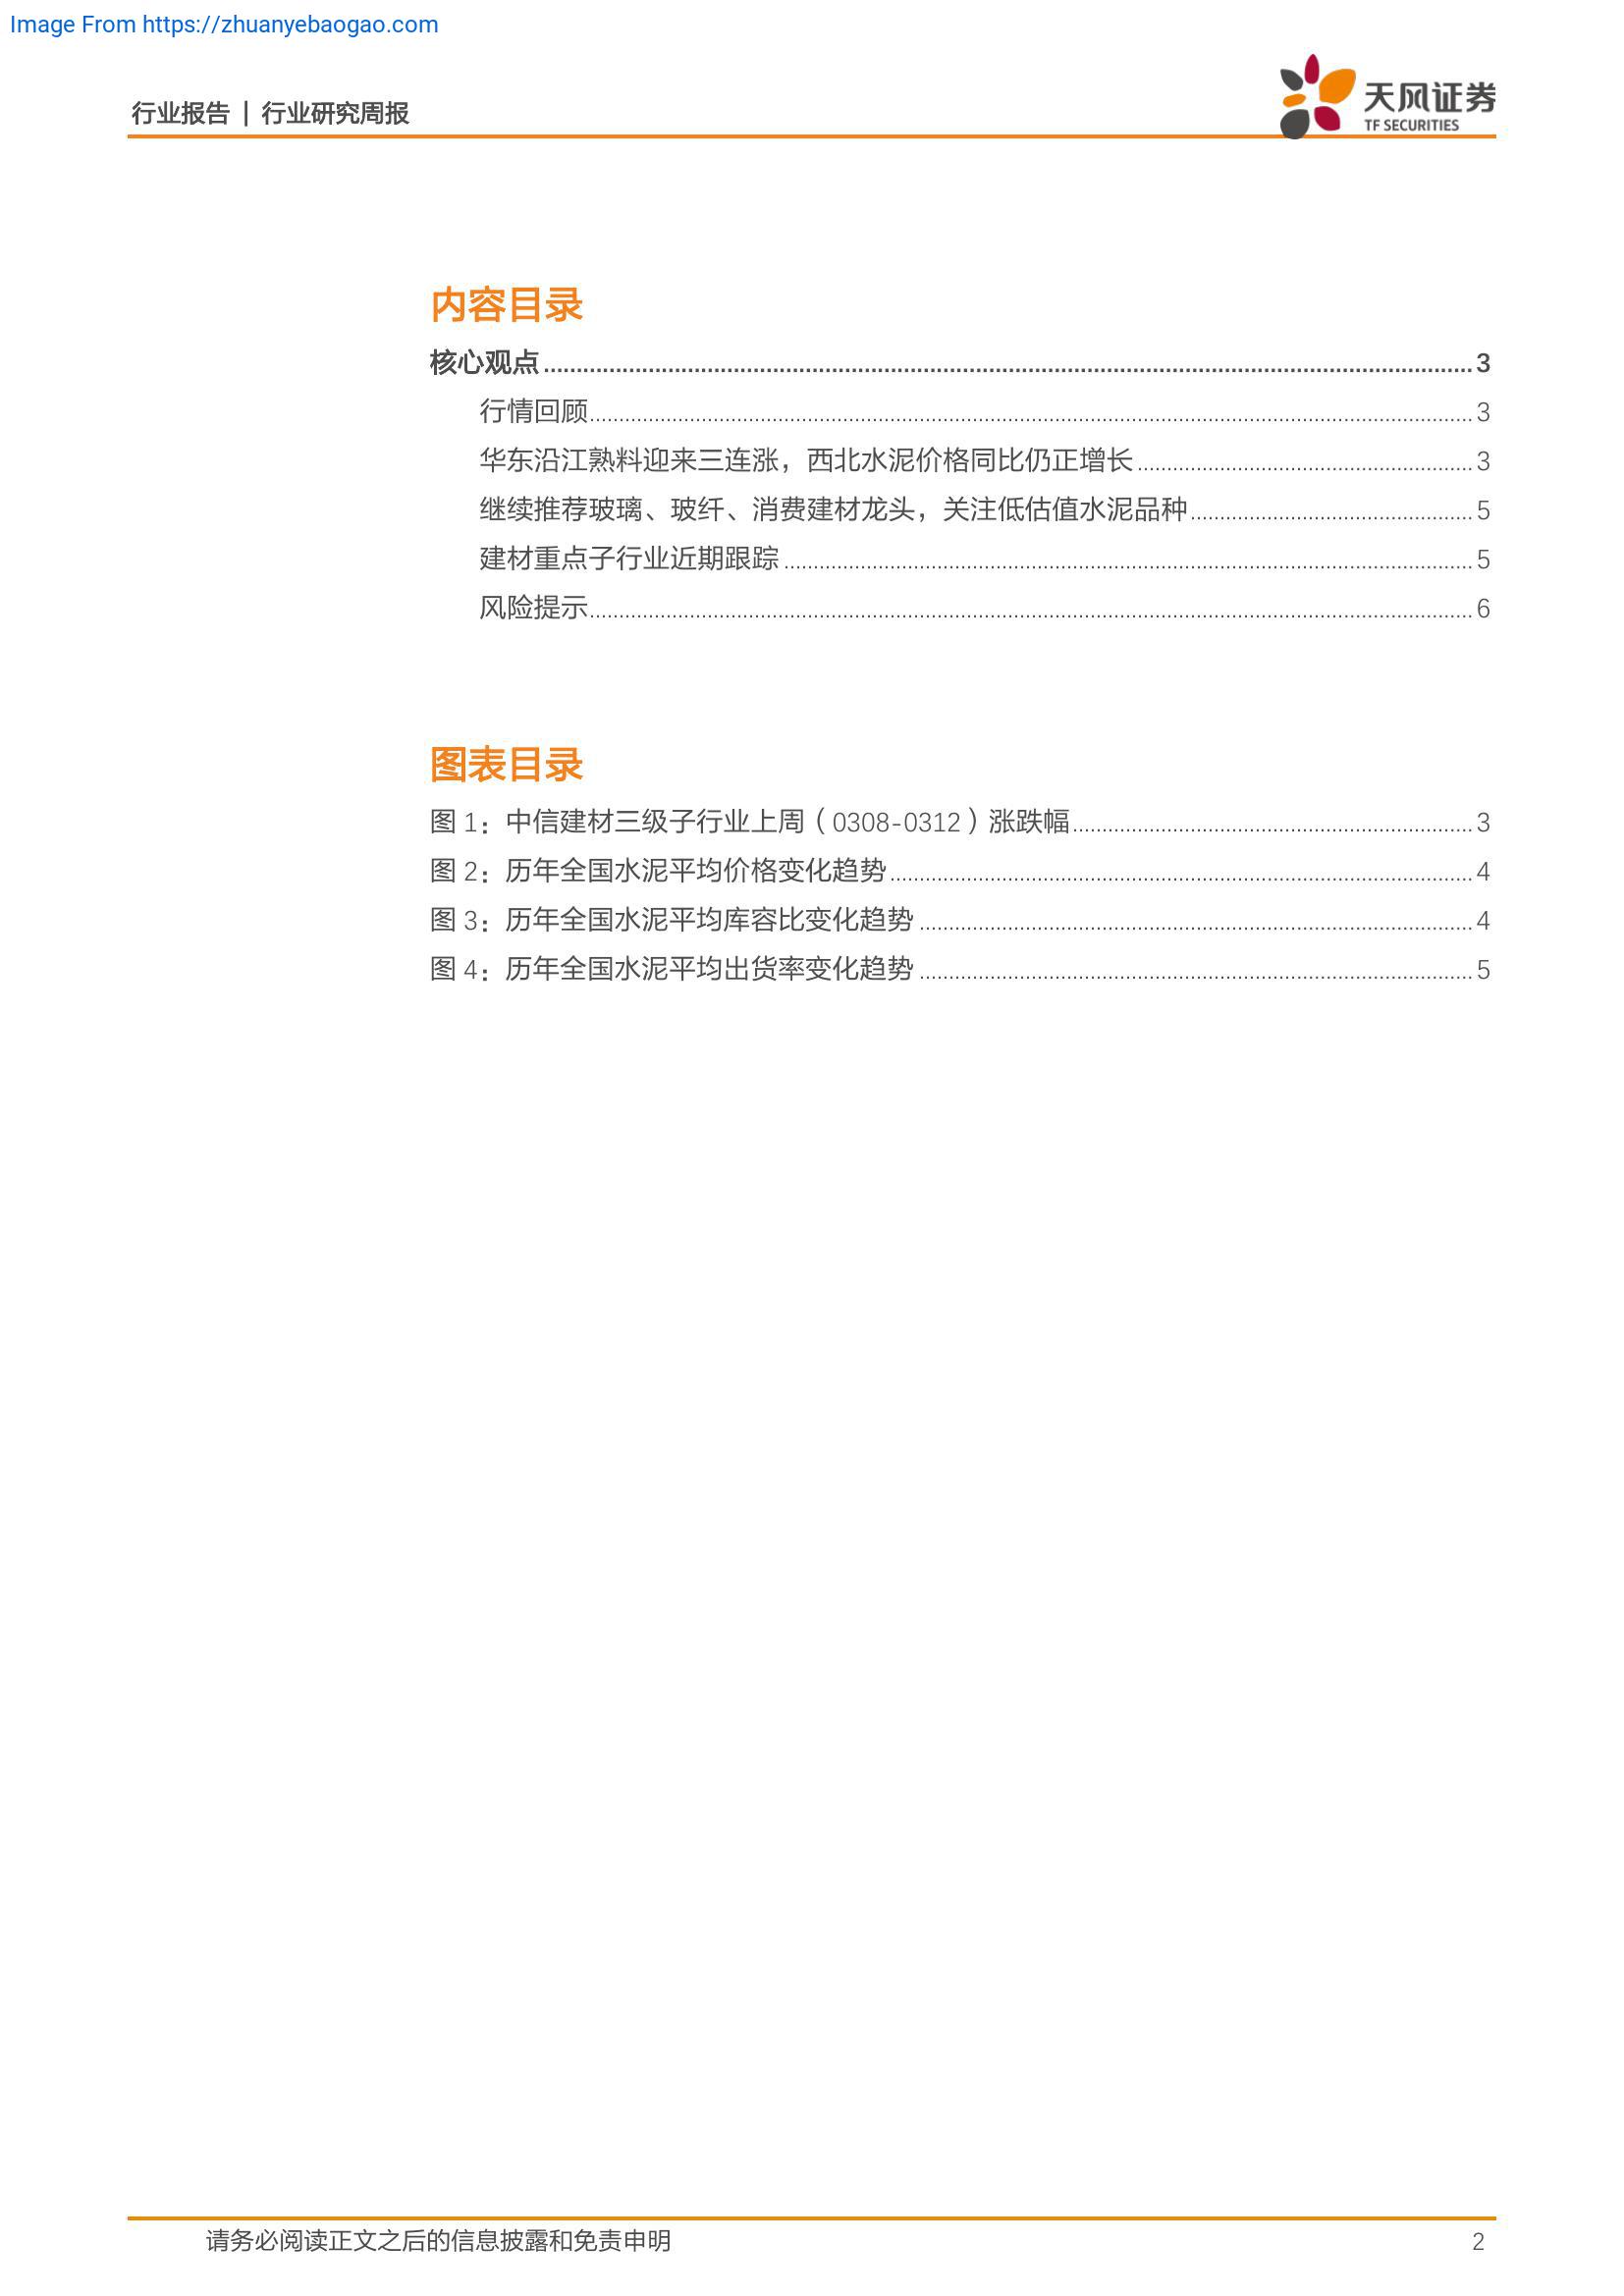 Image From https://zhuanyebaogao.com
行业报告 | 行业研究周报
天风证券
TF SECURITIES
内容目录
核心观点 3
行情回顾 3
华东沿江熟料迎来三连涨，西北水泥价格同比仍正增长 3
继续推荐玻璃、玻纤、消费建材龙头，关注低估值水泥品种 5
建材重点子行业近期跟踪 5
风险提示 6
图表目录
图 1：中信建材三级子行业上周（0308-0312）涨跌幅 3
图 2：历年全国水泥平均价格变化趋势 4
图 3：历年全国水泥平均库容比变化趋势 4
图 4：历年全国水泥平均出货率变化趋势 5
请务必阅读正文之后的信息披露和免责申明 2